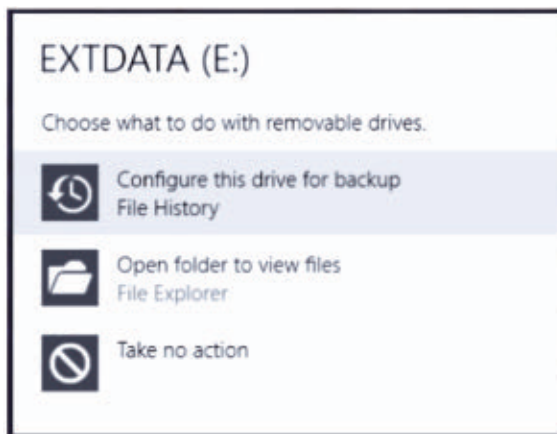 EXTDATA (E:)
Choose what to do with removable drives.
Configure this drive for backup
File History
Open folder to view files
File Explorer
Take no action